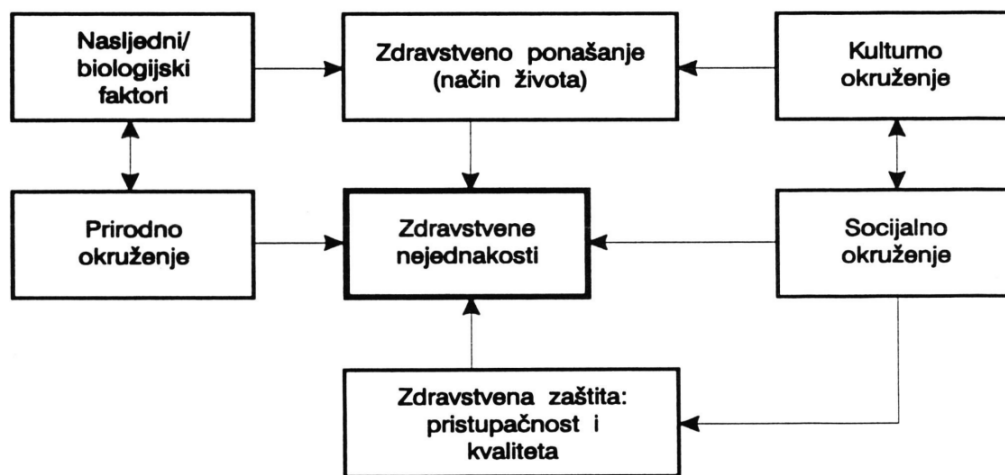 Nasljedni/
biologijski
faktori
Zdravstveno ponašanje
(način života)
Kulturno
okruženje
Prirodno
okruženje
Zdravstvene
nejednakosti
Socijalno
okruženje
Zdravstvena zaštita:
pristupačnost i
kvaliteta